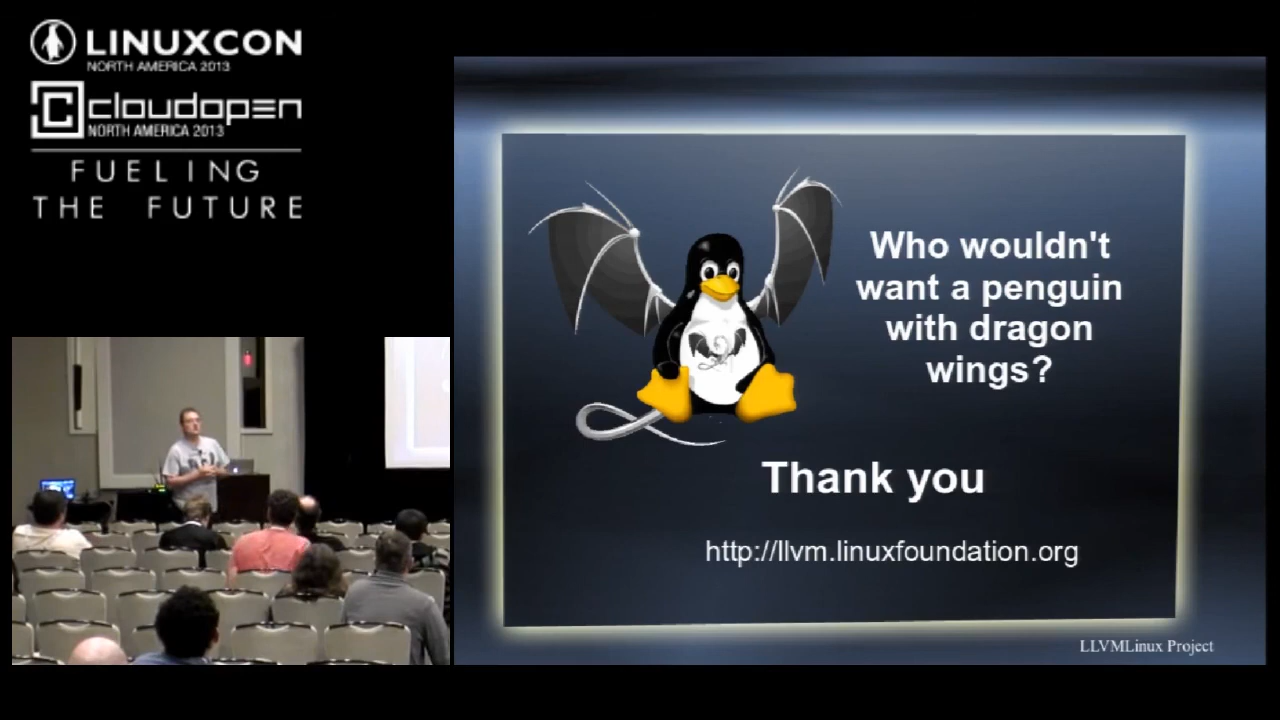 LINUXCON
NORTH AMERICA 2013
cloudopen
NORTH AMERICA 2013
FUELING
THE FUTURE
Who wouldn't
want a penguin
with dragon
wings?
Thank you
http://llvm.linuxfoundation.org
LLVMLinux Project